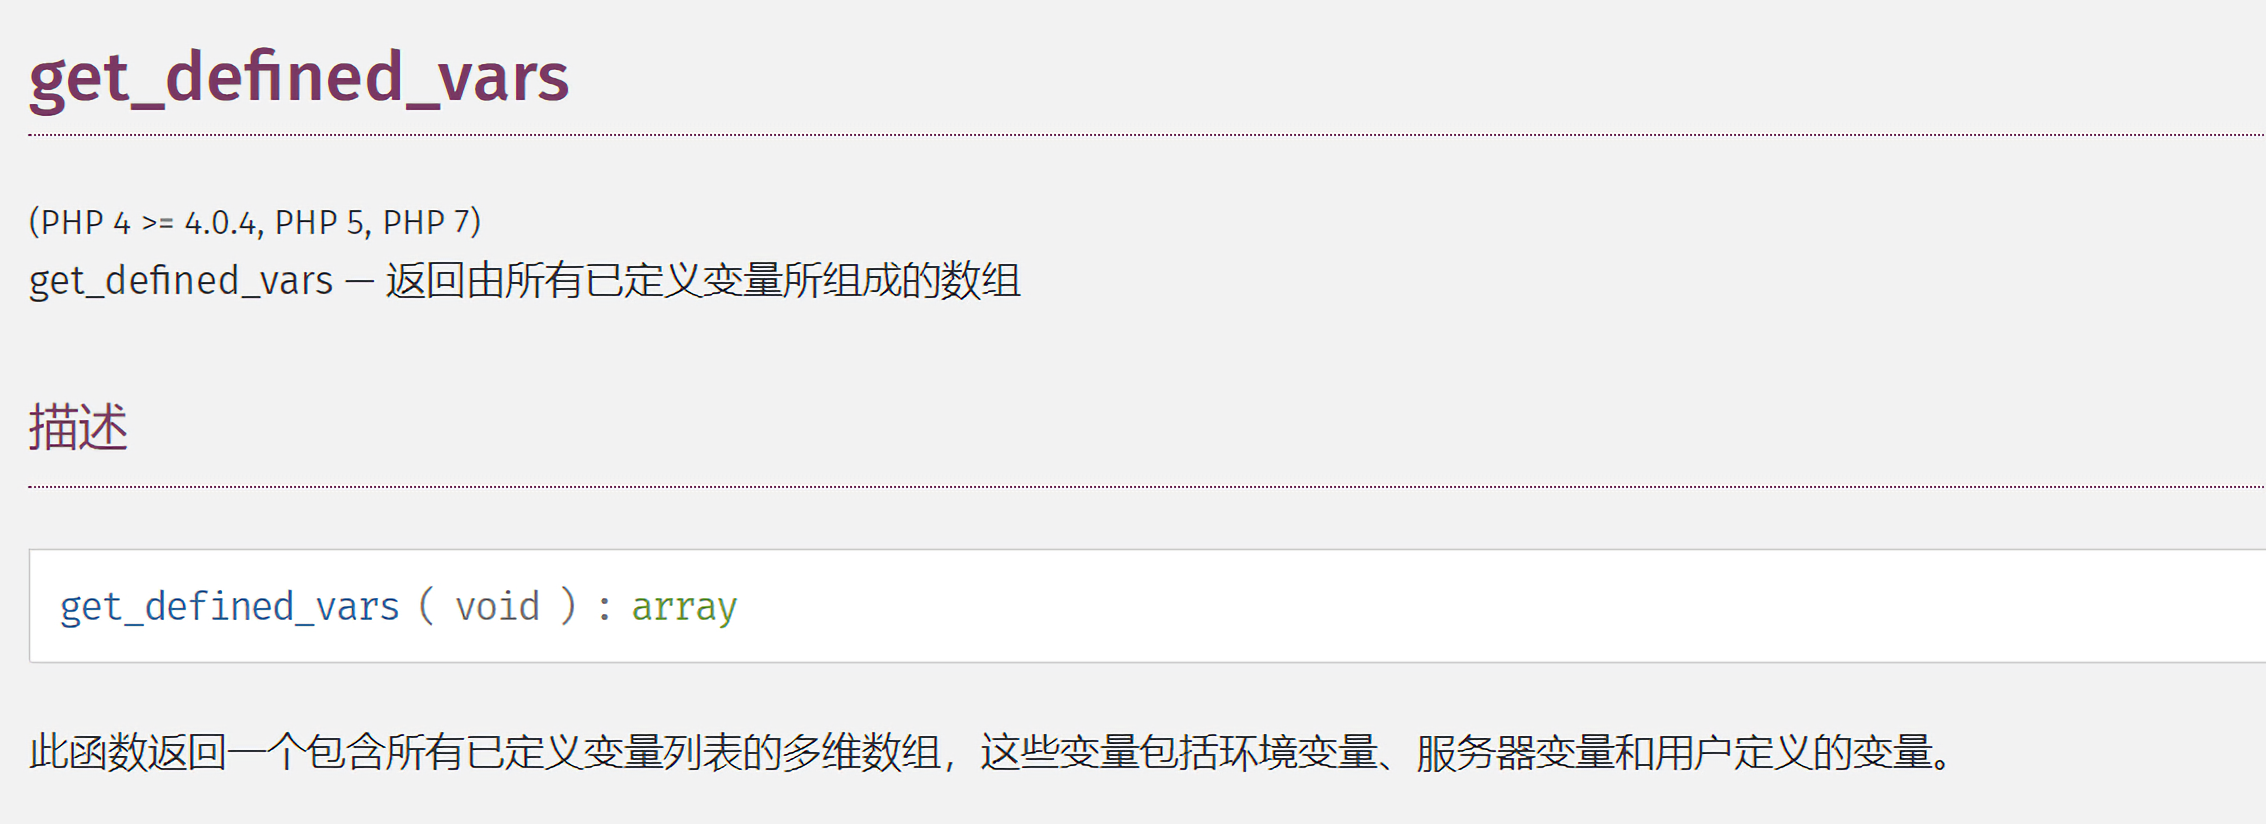 get_defined_vars
(PHP 4 >= 4.0.4, PHP 5, PHP 7)
get_defined_vars — 返回由所有已定义变量所组成的数组
描述
get_defined_vars ( void ) : array
此函数返回一个包含所有已定义变量列表的多维数组，这些变量包括环境变量、服务器变量和用户定义的变量。